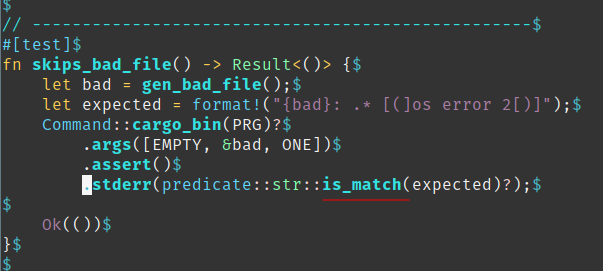 $
// --------------------------------------------------$
#[test]$
fn skips_bad_file() -> Result<()> {$
    let bad = gen_bad_file();$
    let expected = format!("{bad}: .* [(]os error 2[)]");$
    Command::cargo_bin(PRG)?$
        .args([EMPTY, &bad, ONE])$
        .assert()$
        .stderr(predicate::str::is_match(expected)?);$
$
    Ok(())$
}$
$